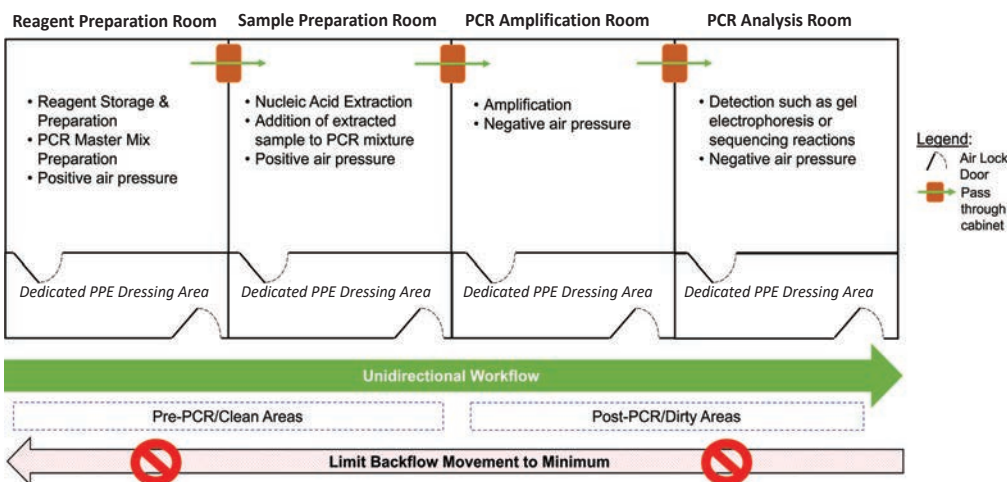 Reagent Preparation Room
Sample Preparation Room
PCR Amplification Room
PCR Analysis Room
• Reagent Storage &
Preparation
• PCR Master Mix
Preparation
• Positive air pressure
• Nucleic Acid Extraction
• Addition of extracted
sample to PCR mixture
• Positive air pressure
• Amplification
• Negative air pressure
• Detection such as gel
electrophoresis or
sequencing reactions
• Negative air pressure
Legend:
Air Lock
Door
Pass
through
cabinet
Dedicated PPE Dressing Area
Dedicated PPE Dressing Area
Dedicated PPE Dressing Area
Dedicated PPE Dressing Area
Unidirectional Workflow
Pre-PCR/Clean Areas
Post-PCR/Dirty Areas
Limit Backflow Movement to Minimum